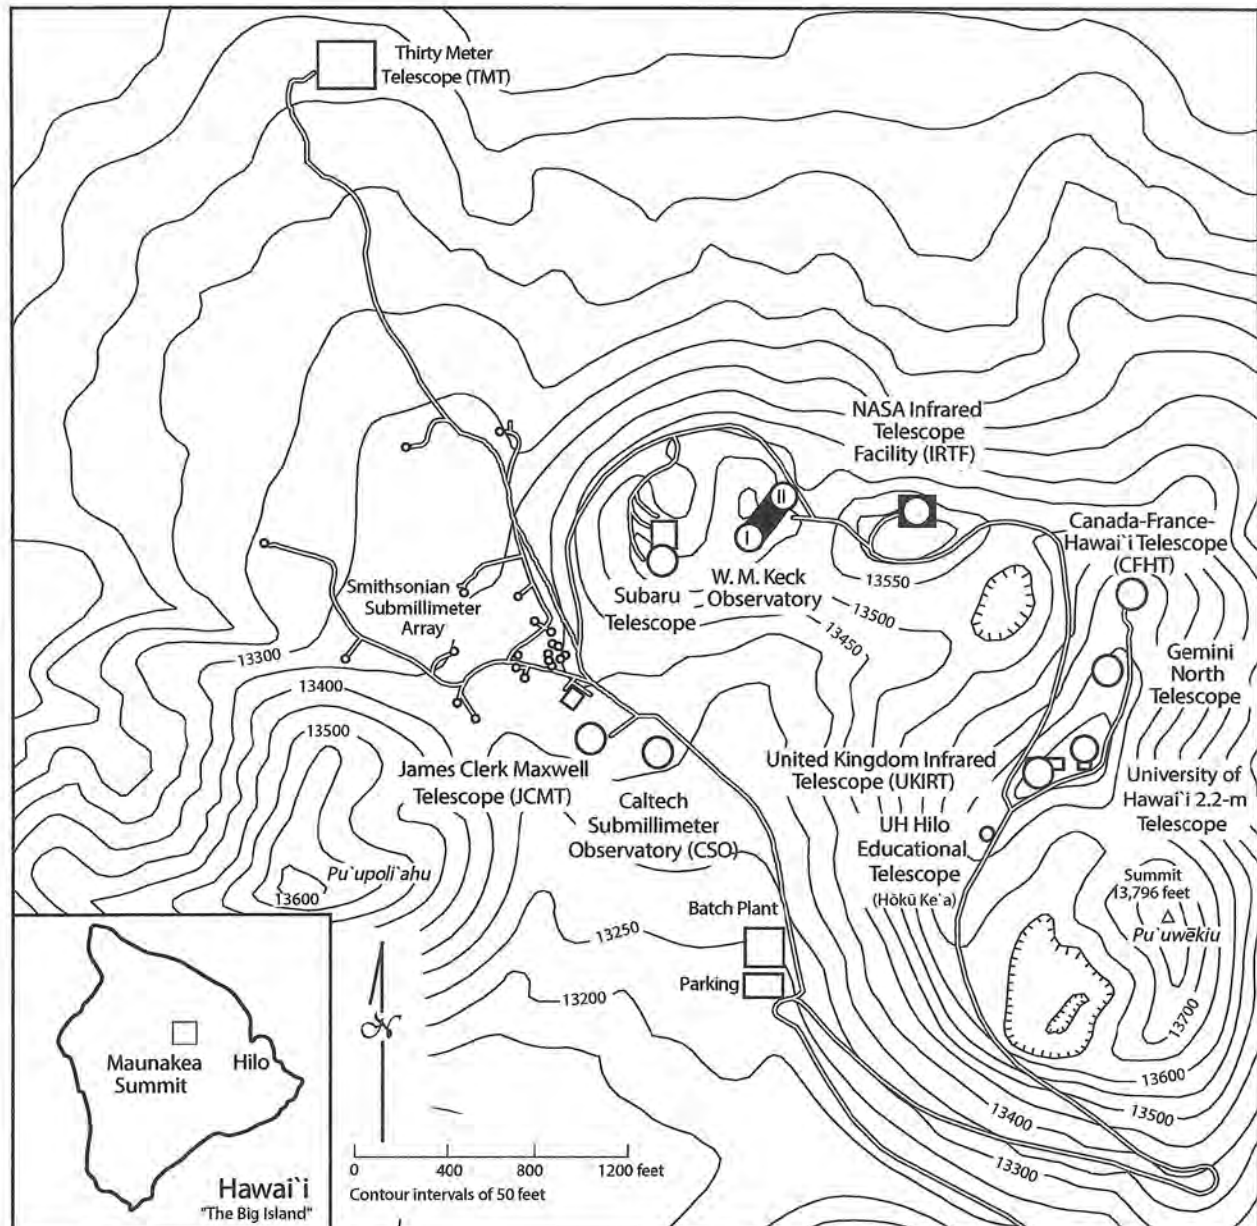 Thirty Meter
Telescope (TMT)
NASA Infrared
Telescope
Facility (IRTF)
Canada-France-
Hawai`i Telescope
(CFHT)
II
I
W. M. Keck
Observatory
Subaru
Telescope
13550
13500
13450
Smithsonian
Submillimeter
Array
Gemini
North
Telescope
13300
13400
13500
James Clerk Maxwell
Telescope (JCMT)
Caltech
Submillimeter
Observatory (CSO)
United Kingdom Infrared
Telescope (UKIRT)
University of
Hawai`i 2.2-m
Telescope
UH Hilo
Educational
Telescope
(Hōkū Ke`a)
Pu`upoli`ahu
13600
Summit
13,796 feet
Pu`uwēkiu
Batch Plant
Parking
13250
13200
13700
13600
13500
13400
13300
N
Maunakea
Summit
Hilo
Hawai`i
"The Big Island"
0 400 800 1200 feet
Contour intervals of 50 feet